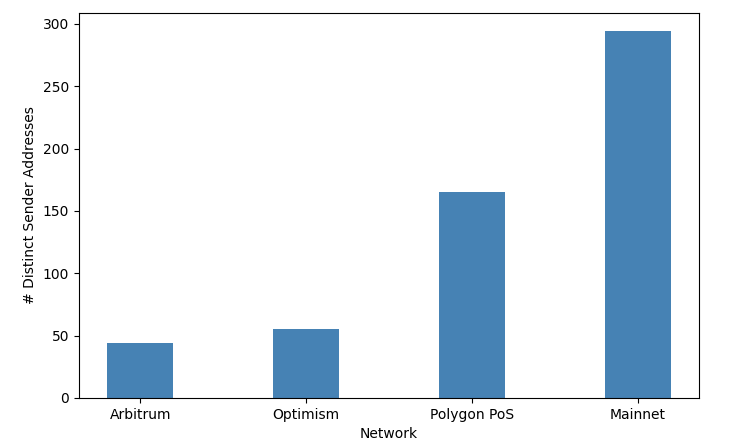 300
250
200
150
100
50
0
# Distinct Sender Addresses
Arbitrum Optimism Polygon PoS Mainnet
Network